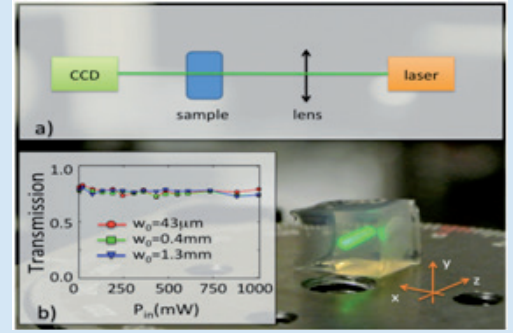 CCD
laser
sample
lens
a)
1.0
Transmission
0.5
w₀=43μm
w₀=0.4mm
w₀=1.3mm
0.0
0 250 500 750 1000
b)
P_in(mW)
y
z
x